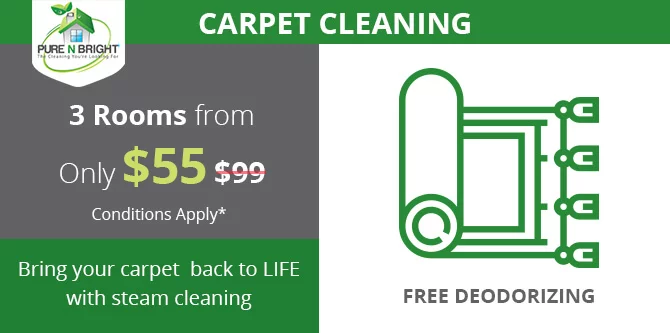 CARPET CLEANING
PURE N BRIGHT
The Cleaning You're Looking For
3 Rooms from
Only $55 $99
Conditions Apply*
Bring your carpet back to LIFE
with steam cleaning
FREE DEODORIZING